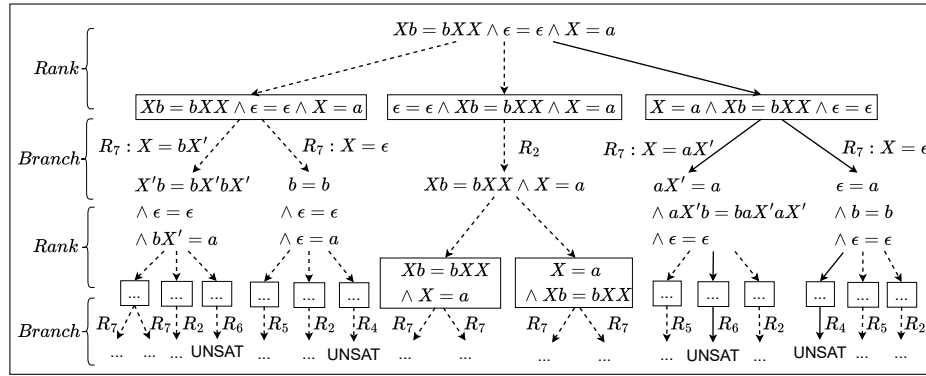 Xb = bXX ∧ ϵ = ϵ ∧ X = a
Rank
Xb = bXX ∧ ϵ = ϵ ∧ X = a
ϵ = ϵ ∧ Xb = bXX ∧ X = a
X = a ∧ Xb = bXX ∧ ϵ = ϵ
Branch
R₇ : X = bX′
R₇ : X = ϵ
R₂
R₇ : X = aX′
R₇ : X = ϵ
X′b = bX′bX′
∧ ϵ = ϵ
∧ bX′ = a
b = b
∧ ϵ = ϵ
∧ ϵ = a
Xb = bXX ∧ X = a
aX′ = a
∧ aX′b = baX′aX′
∧ ϵ = ϵ
ϵ = a
∧ b = b
∧ ϵ = ϵ
Rank
... ... ... ... ... ...
Xb = bXX
∧ X = a
X = a
∧ Xb = bXX
... ... ... ... ... ...
Branch
R₇ R₇ R₂ R₆ R₅ R₂ R₄ R₇ R₇ R₇ R₇ R₅ R₆ R₂ R₄ R₅ R₂
... ... ... UNSAT ... ... UNSAT ... ... ... ... ... UNSAT ... UNSAT ... ...